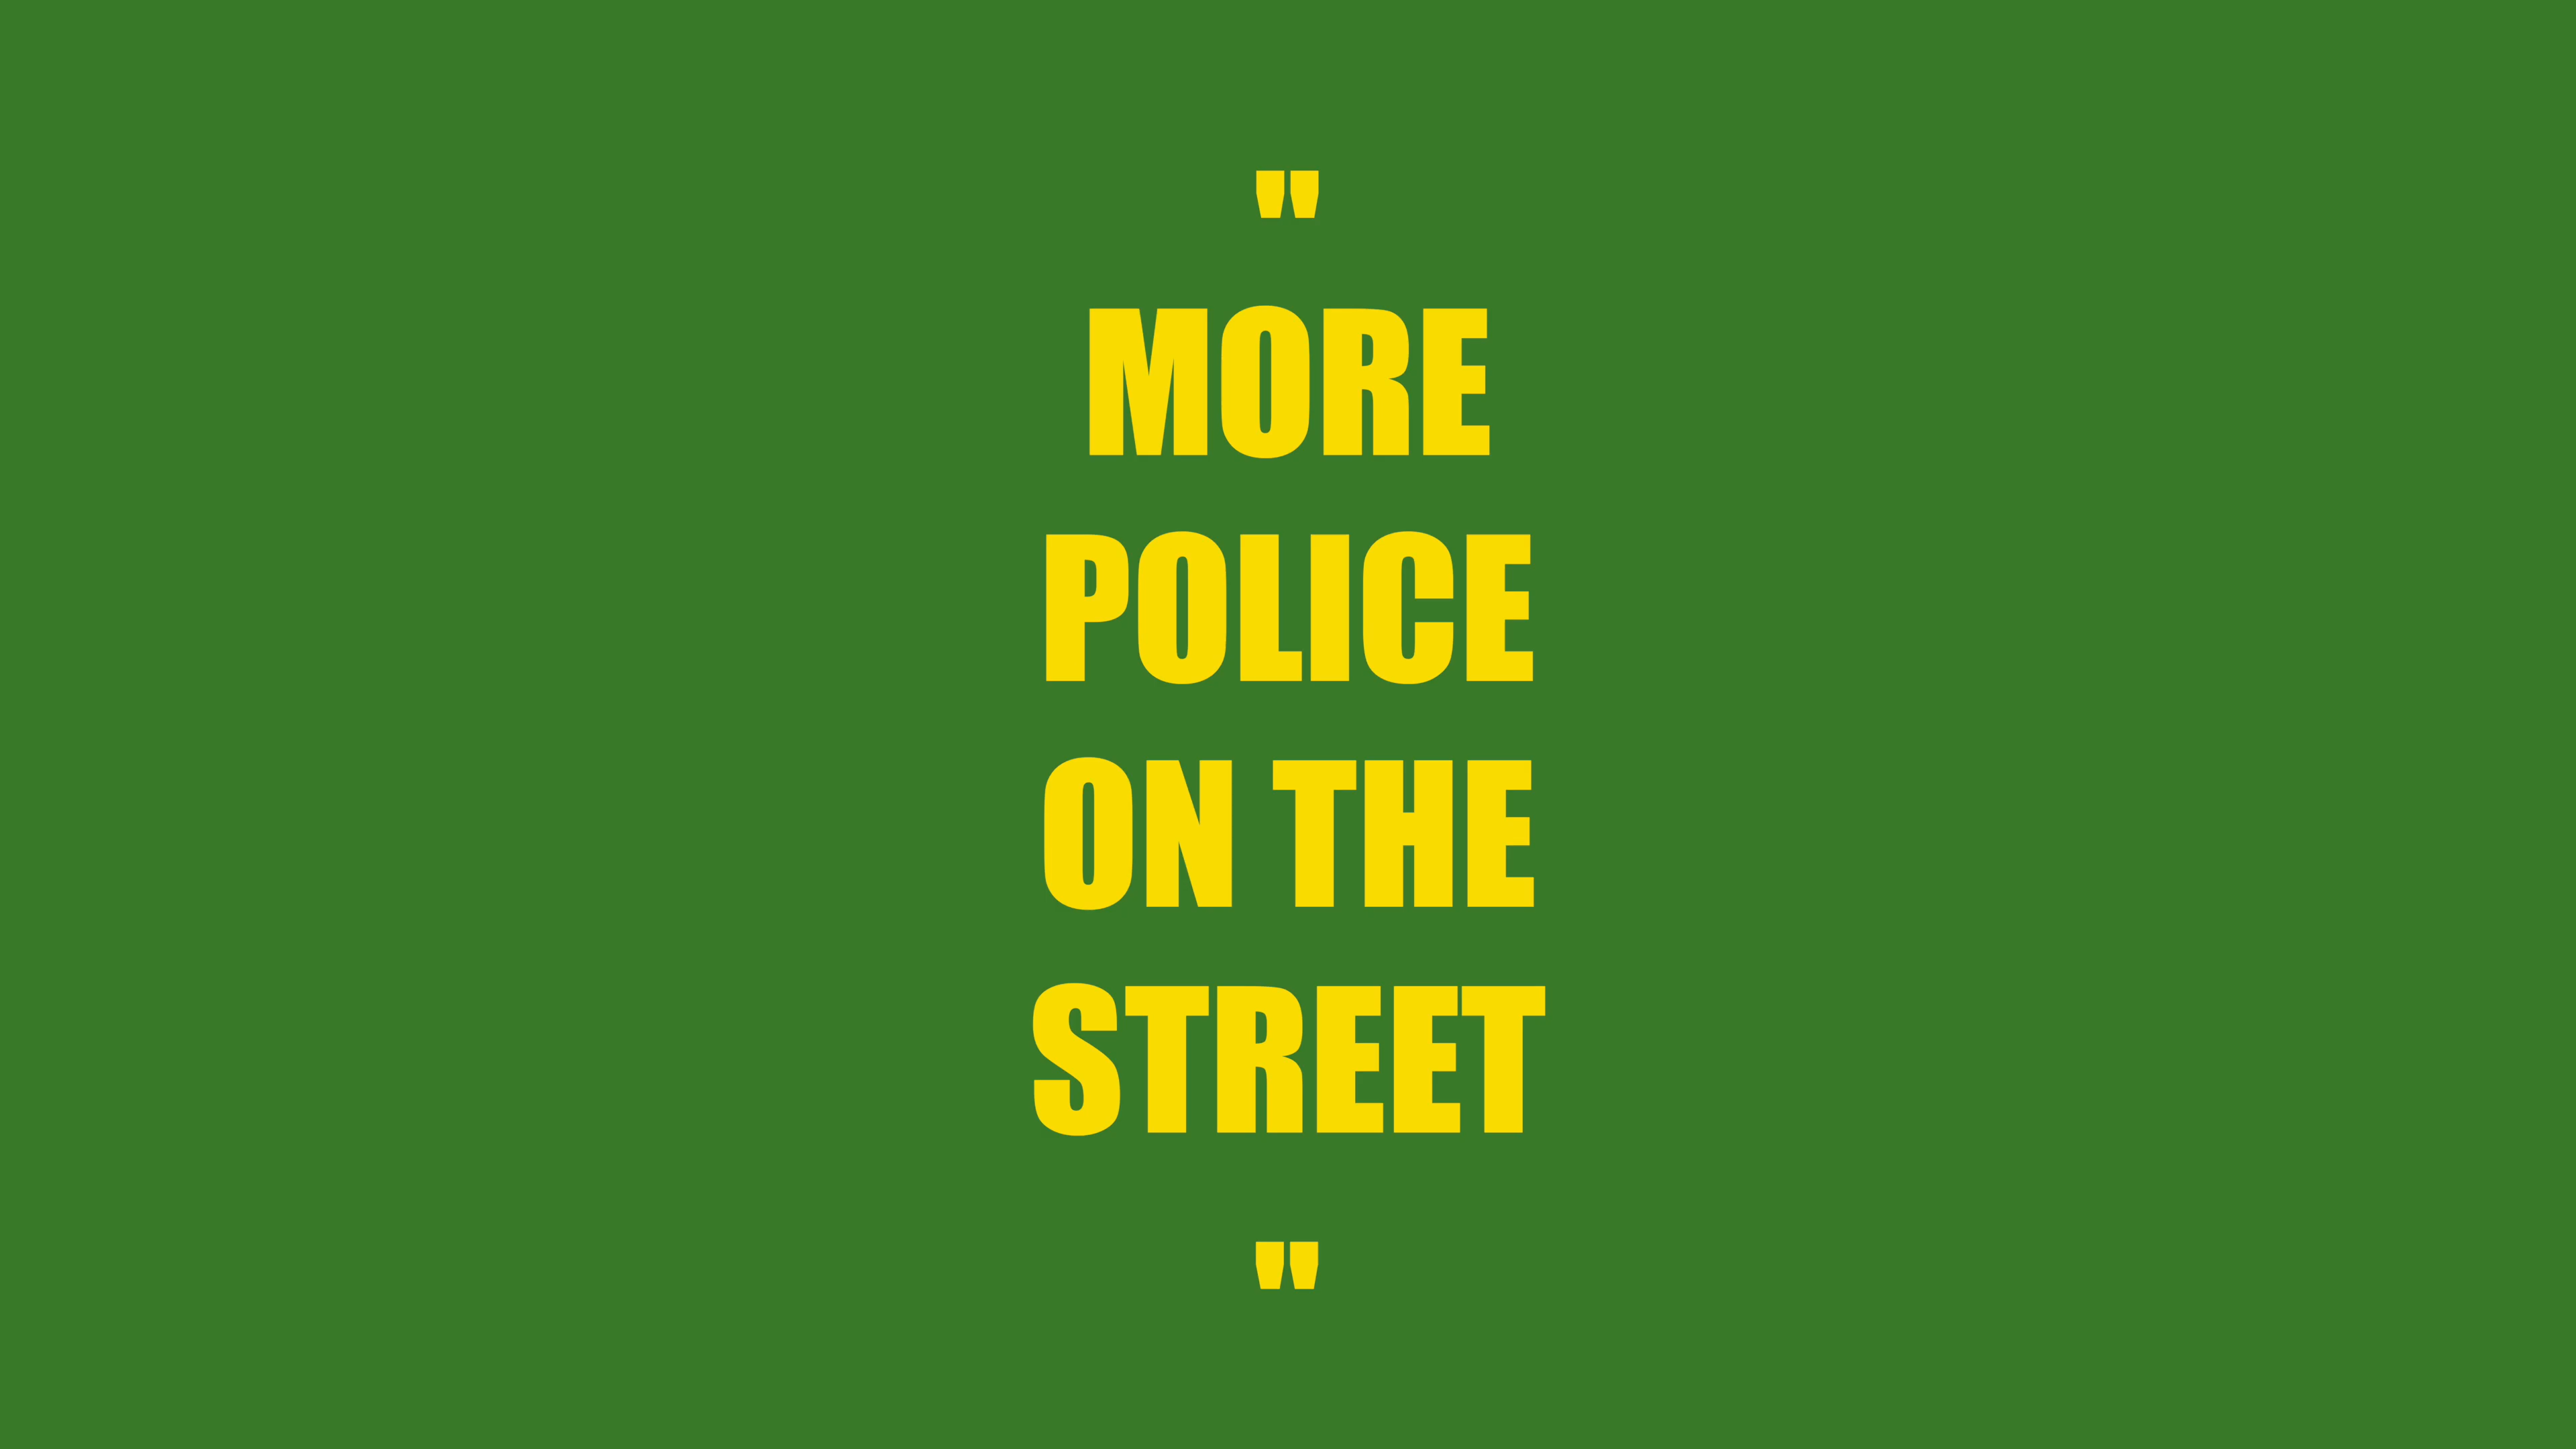 "
MORE
POLICE
ON THE
STREET
"